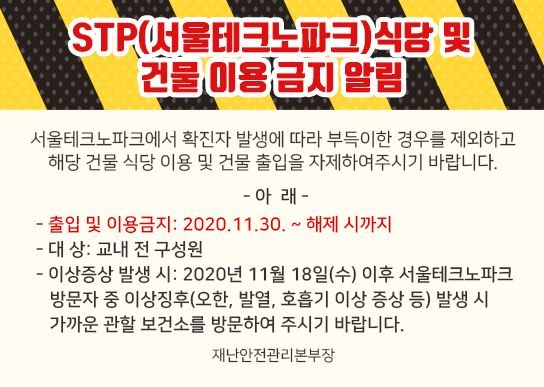 STP(서울테크노파크)식당 및
건물 이용 금지 알림
서울테크노파크에서 확진자 발생에 따라 부득이한 경우를 제외하고
해당 건물 식당 이용 및 건물 출입을 자제하여주시기 바랍니다.
- 아 래 -
- 출입 및 이용금지: 2020.11.30. ~ 해제 시까지
- 대 상: 교내 전 구성원
- 이상증상 발생 시: 2020년 11월 18일(수) 이후 서울테크노파크
방문자 중 이상징후(오한, 발열, 호흡기 이상 증상 등) 발생 시
가까운 관할 보건소를 방문하여 주시기 바랍니다.
재난안전관리본부장